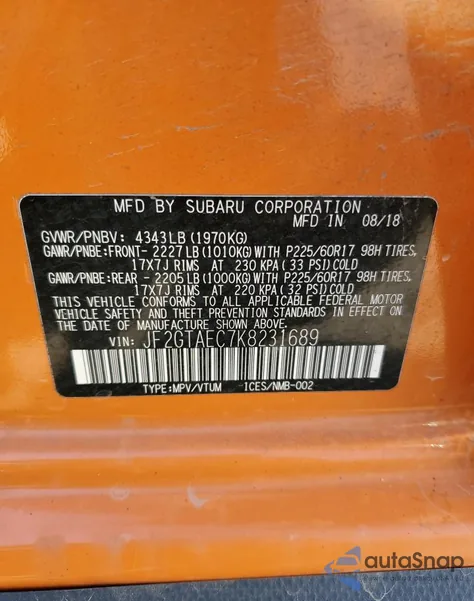 MFD BY SUBARU CORPORATION
MFD IN 08/18
GVWR/PNBV: 4343LB (1970KG)
GAWR/PNBE:FRONT- 2227LB (1010KG) WITH P225/60R17 98H TIRES,
17X7J RIMS AT 230 KPA (33 PSI) COLD
GAWR/PNBE:REAR - 2205LB (1000KG) WITH P225/60R17 98H TIRES,
17X7J RIMS AT 220 KPA (32 PSI) COLD
THIS VEHICLE CONFORMS TO ALL APPLICABLE FEDERAL MOTOR
VEHICLE SAFETY AND THEFT PREVENTION STANDARDS IN EFFECT
ON THE DATE OF MANUFACTURE SHOWN ABOVE.
VIN: JF2GTAEC7K8231689
TYPE:MPV/VTUM ICES/NMB-002
autoSnap